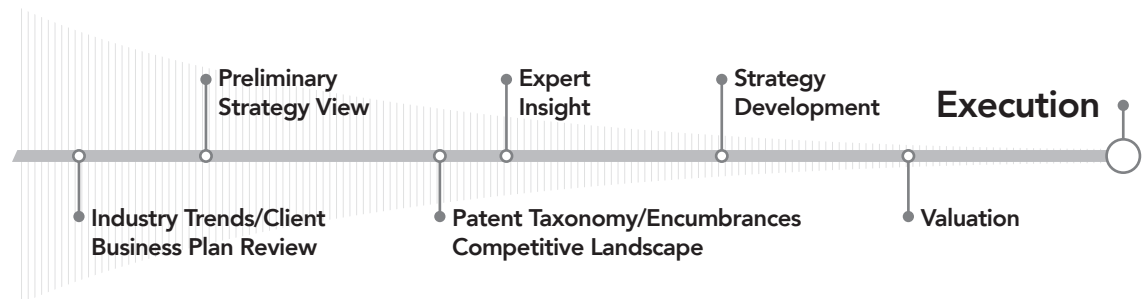 Preliminary
Strategy View
Expert
Insight
Strategy
Development
Execution
Industry Trends/Client
Business Plan Review
Patent Taxonomy/Encumbrances
Competitive Landscape
Valuation